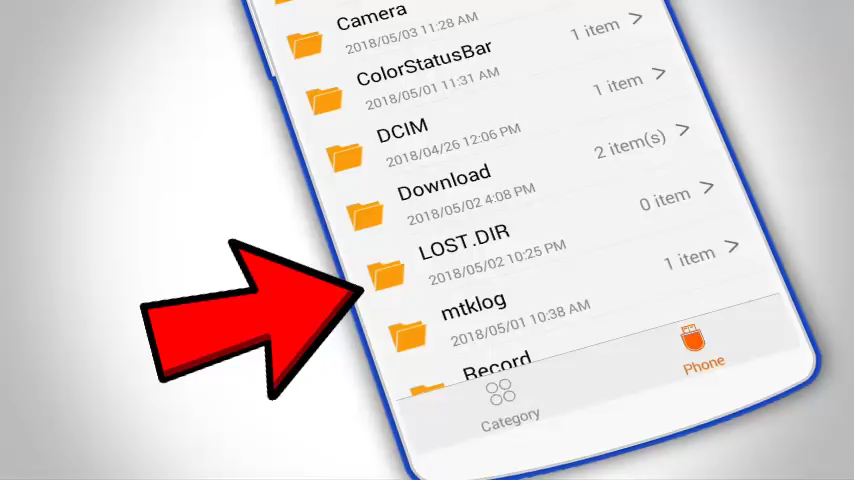 Camera
2018/05/03 11:28 AM
1 item
ColorStatusBar
2018/05/01 11:31 AM
1 item
DCIM
2018/04/26 12:06 PM
2 item(s)
Download
2018/05/02 4:08 PM
0 item
LOST.DIR
2018/05/02 10:25 PM
1 item
mtklog
2018/05/01 10:38 AM
Record
Category
Phone